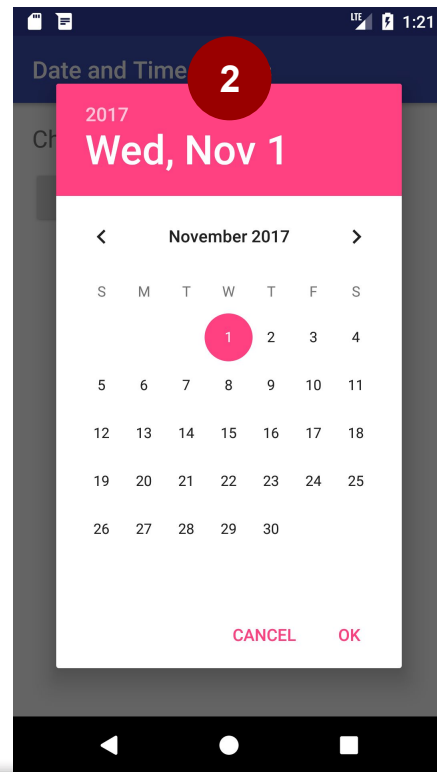 LTE 1:21
Date and Time
2
2017
Wed, Nov 1
November 2017
S M T W T F S
1 2 3 4
5 6 7 8 9 10 11
12 13 14 15 16 17 18
19 20 21 22 23 24 25
26 27 28 29 30
CANCEL OK